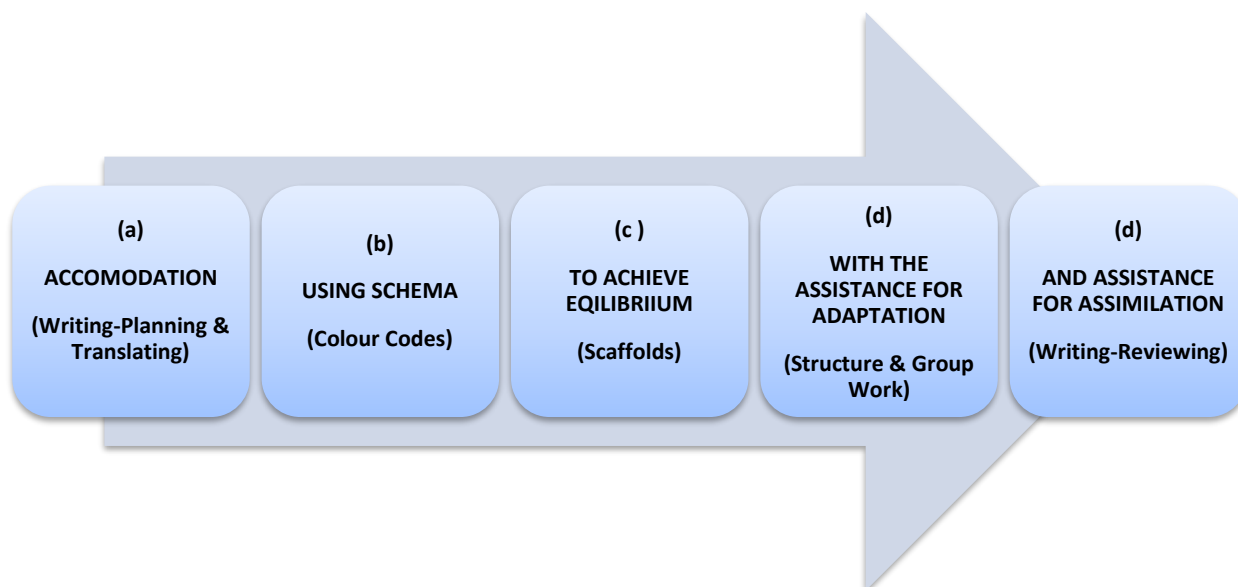 (a)
ACCOMODATION
(Writing-Planning &
Translating)
(b)
USING SCHEMA
(Colour Codes)
(c )
TO ACHIEVE
EQILIBRIIUM
(Scaffolds)
(d)
WITH THE
ASSISTANCE FOR
ADAPTATION
(Structure & Group
Work)
(d)
AND ASSISTANCE
FOR ASSIMILATION
(Writing-Reviewing)